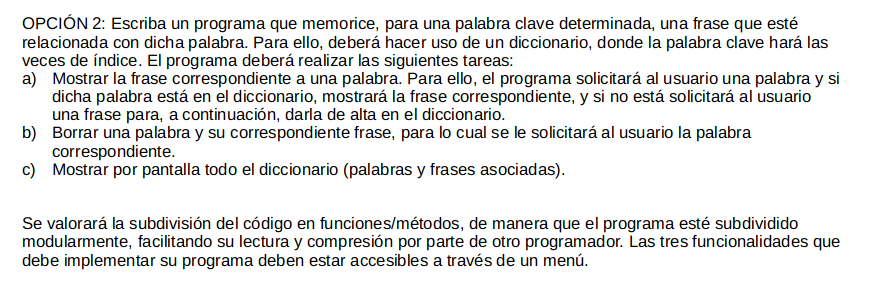 OPCIÓN 2: Escriba un programa que memorice, para una palabra clave determinada, una frase que esté
relacionada con dicha palabra. Para ello, deberá hacer uso de un diccionario, donde la palabra clave hará las
veces de índice. El programa deberá realizar las siguientes tareas:
a) Mostrar la frase correspondiente a una palabra. Para ello, el programa solicitará al usuario una palabra y si
dicha palabra está en el diccionario, mostrará la frase correspondiente, y si no está solicitará al usuario
una frase para, a continuación, darla de alta en el diccionario.
b) Borrar una palabra y su correspondiente frase, para lo cual se le solicitará al usuario la palabra
correspondiente.
c) Mostrar por pantalla todo el diccionario (palabras y frases asociadas).
Se valorará la subdivisión del código en funciones/métodos, de manera que el programa esté subdividido
modularmente, facilitando su lectura y compresión por parte de otro programador. Las tres funcionalidades que
debe implementar su programa deben estar accesibles a través de un menú.